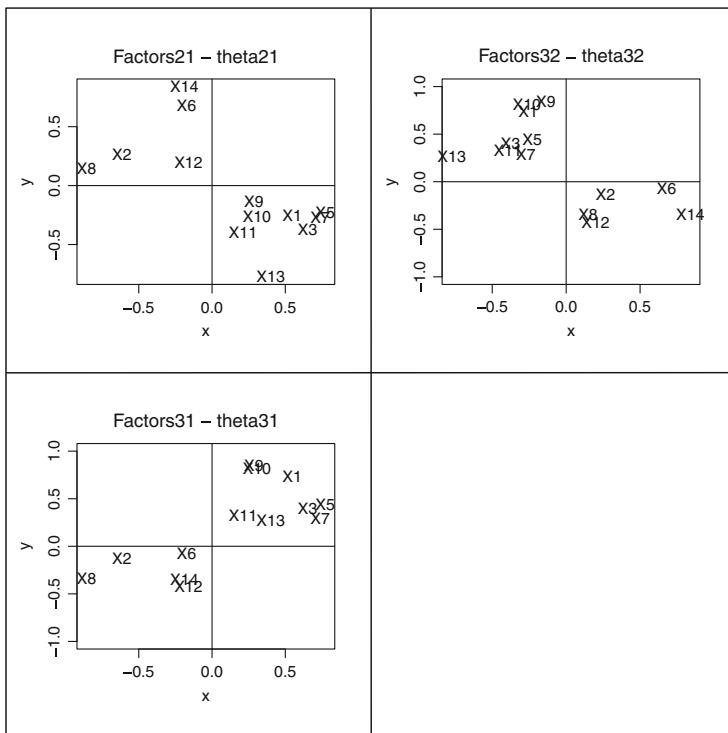 Factors21 − theta21
X14
X6
X2
X12
X8
X9
X10
X1
X5
X7
X11
X3
X13
0.5
0.0
−0.5
y
−0.5
0.0
0.5
x
Factors32 − theta32
X10
X9
X1
X3
X5
X11
X7
X13
X2
X6
X8
X14
X12
1.0
0.5
0.0
−0.5
−1.0
y
−0.5
0.0
0.5
x
Factors31 − theta31
X9
X10
X1
X5
X3
X7
X11
X13
X6
X2
X8
X14
X12
1.0
0.5
0.0
−0.5
−1.0
y
−0.5
0.0
0.5
x